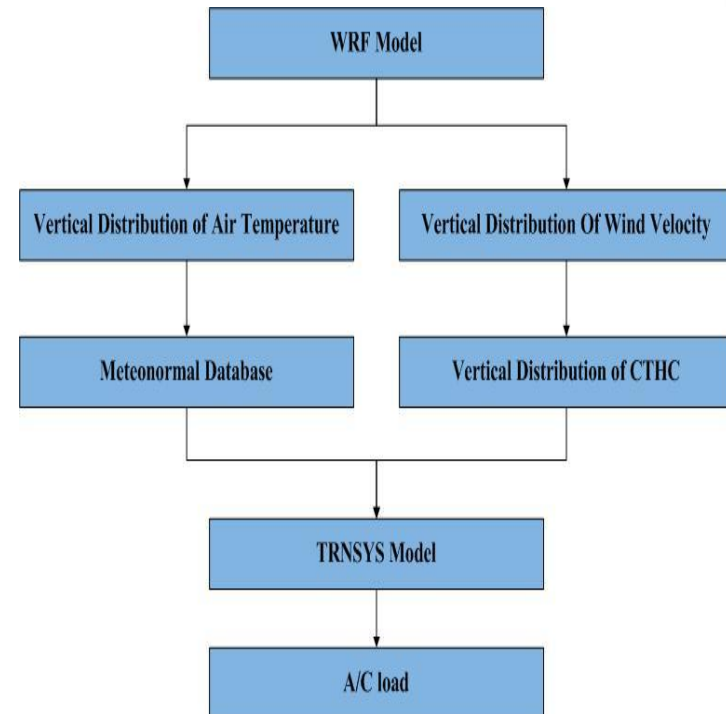 WRF Model
Vertical Distribution of Air Temperature
Vertical Distribution Of Wind Velocity
Meteonormal Database
Vertical Distribution of CTHC
TRNSYS Model
A/C load